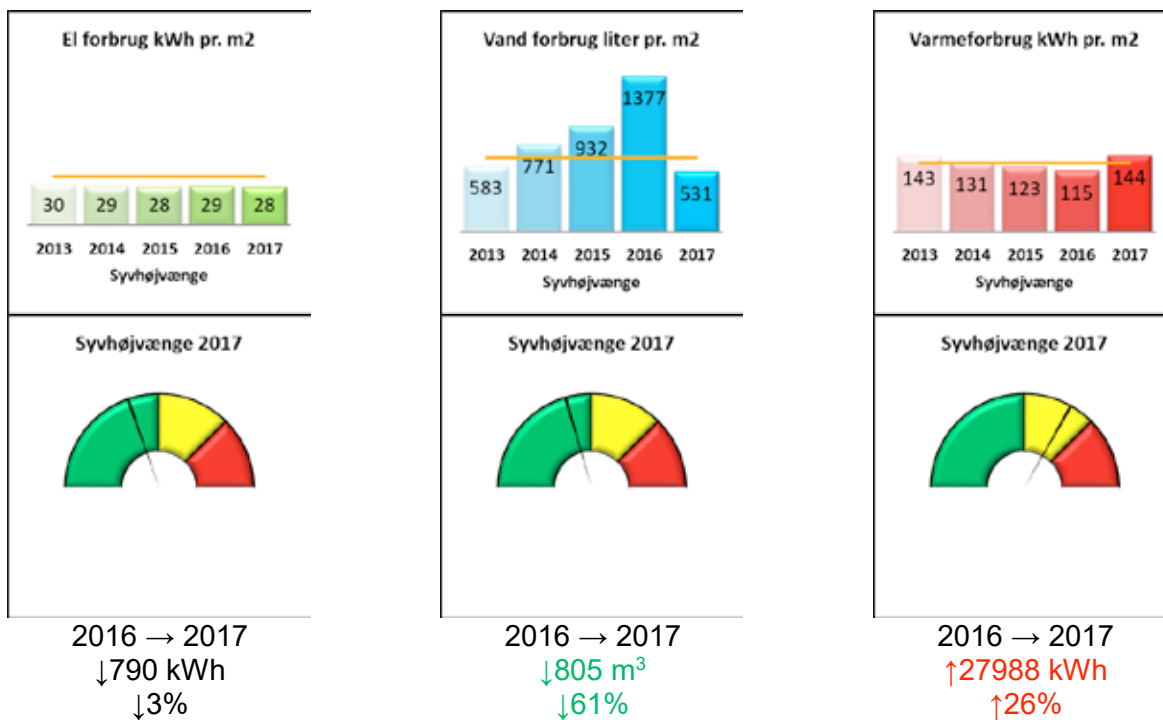 El forbrug kWh pr. m2
30 29 28 29 28
2013 2014 2015 2016 2017
Syvhøjvænge
Syvhøjvænge 2017
2016 → 2017
↓790 kWh
↓3%
Vand forbrug liter pr. m2
583 771 932 1377 531
2013 2014 2015 2016 2017
Syvhøjvænge
Syvhøjvænge 2017
2016 → 2017
↓805 m³
↓61%
Varmeforbrug kWh pr. m2
143 131 123 115 144
2013 2014 2015 2016 2017
Syvhøjvænge
Syvhøjvænge 2017
2016 → 2017
↑27988 kWh
↑26%